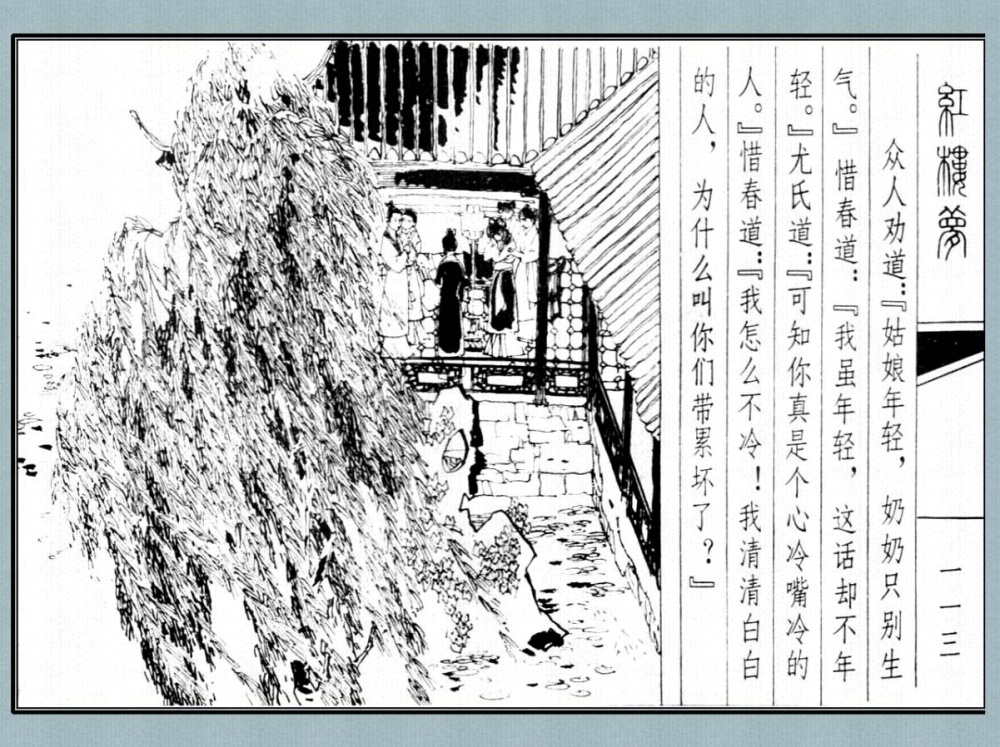 红楼梦
一一三
众人劝道：『姑娘年轻，奶奶只别生
气。』惜春道：『我虽年轻，这话却不年
轻。』尤氏道：『可知你真是个心冷嘴冷的
人。』惜春道：『我怎么不冷！我清清白白
的人，为什么叫你们带累坏了？』